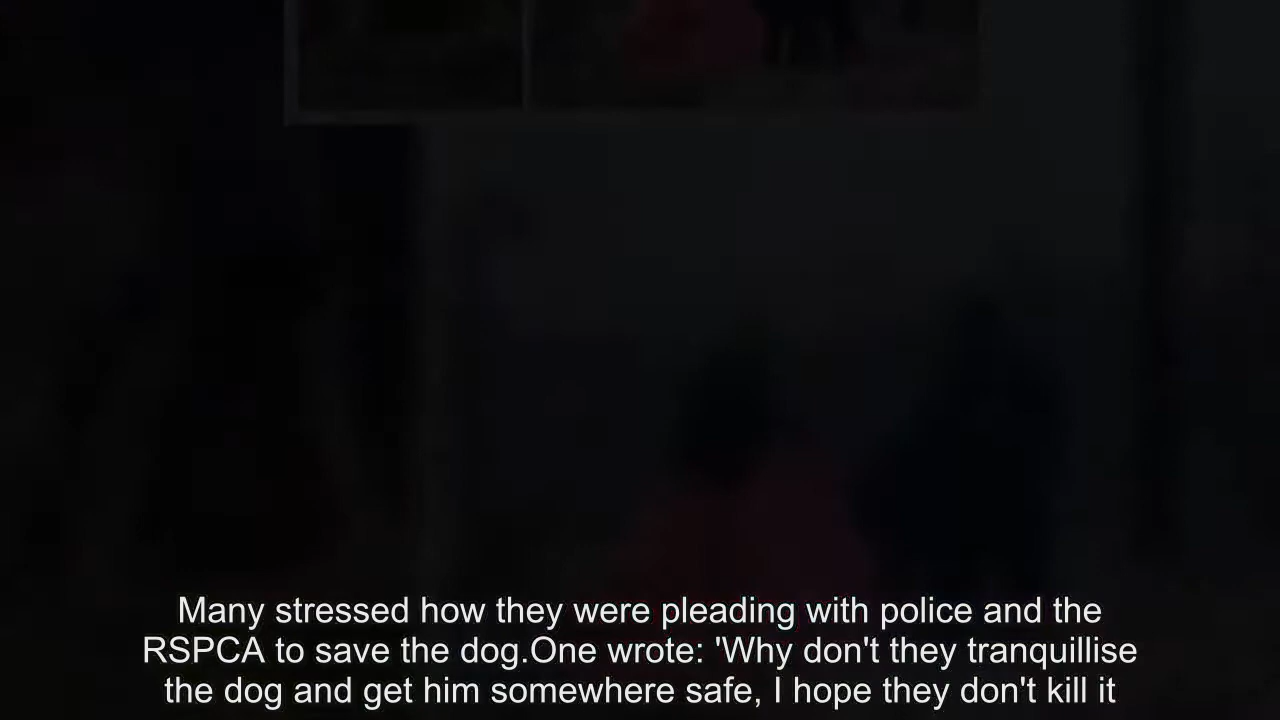 Many stressed how they were pleading with police and the
RSPCA to save the dog.One wrote: 'Why don't they tranquillise
the dog and get him somewhere safe, I hope they don't kill it